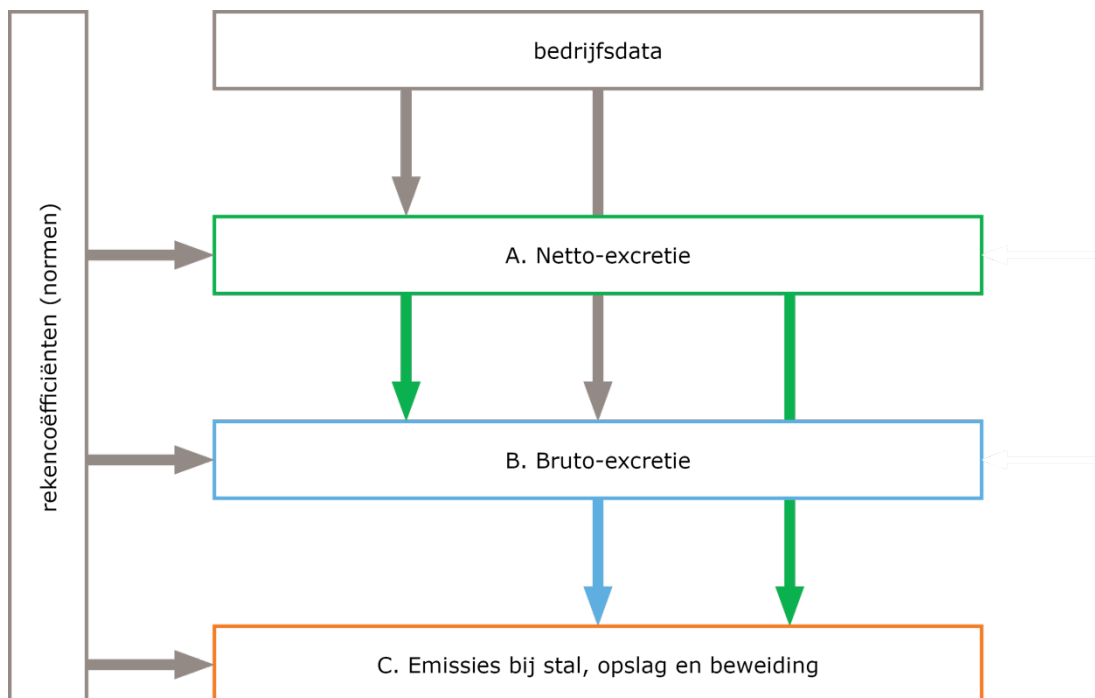 bedrijfsdata
rekencoëfficiënten (normen)
A. Netto-excretie
B. Bruto-excretie
C. Emissies bij stal, opslag en beweiding